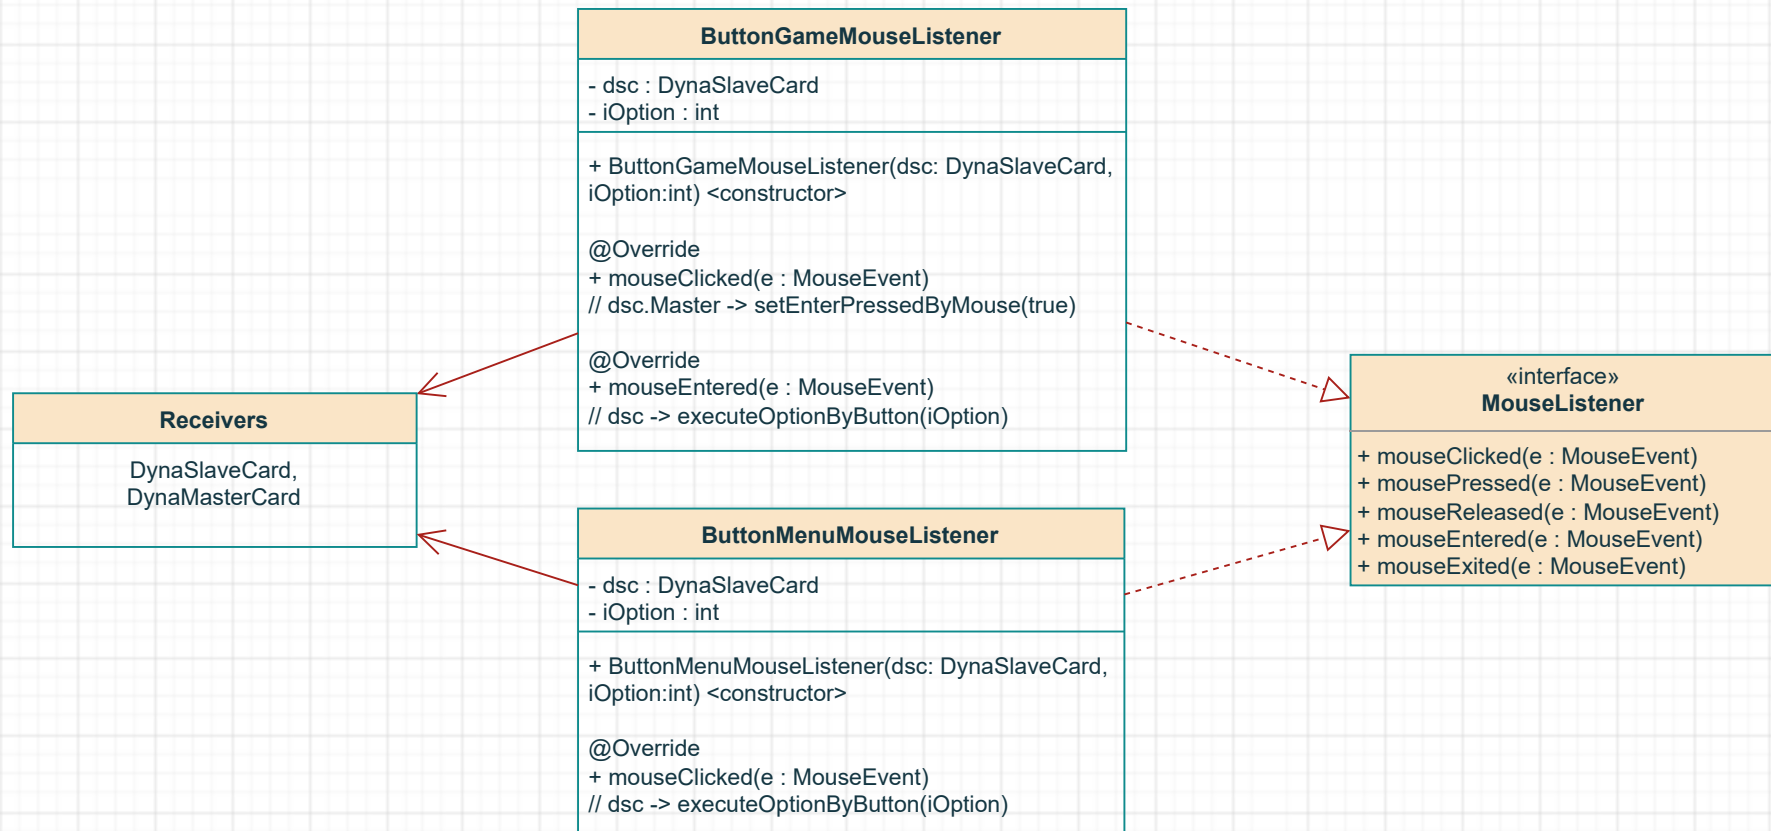 ButtonGameMouseListener
- dsc : DynaSlaveCard
- iOption : int
+ ButtonGameMouseListener(dsc: DynaSlaveCard,
iOption:int) <constructor>
@Override
+ mouseClicked(e : MouseEvent)
// dsc.Master -> setEnterPressedByMouse(true)
@Override
+ mouseEntered(e : MouseEvent)
// dsc -> executeOptionByButton(iOption)
Receivers
DynaSlaveCard,
DynaMasterCard
«interface»
MouseListener
+ mouseClicked(e : MouseEvent)
+ mousePressed(e : MouseEvent)
+ mouseReleased(e : MouseEvent)
+ mouseEntered(e : MouseEvent)
+ mouseExited(e : MouseEvent)
ButtonMenuMouseListener
- dsc : DynaSlaveCard
- iOption : int
+ ButtonMenuMouseListener(dsc: DynaSlaveCard,
iOption:int) <constructor>
@Override
+ mouseClicked(e : MouseEvent)
// dsc -> executeOptionByButton(iOption)